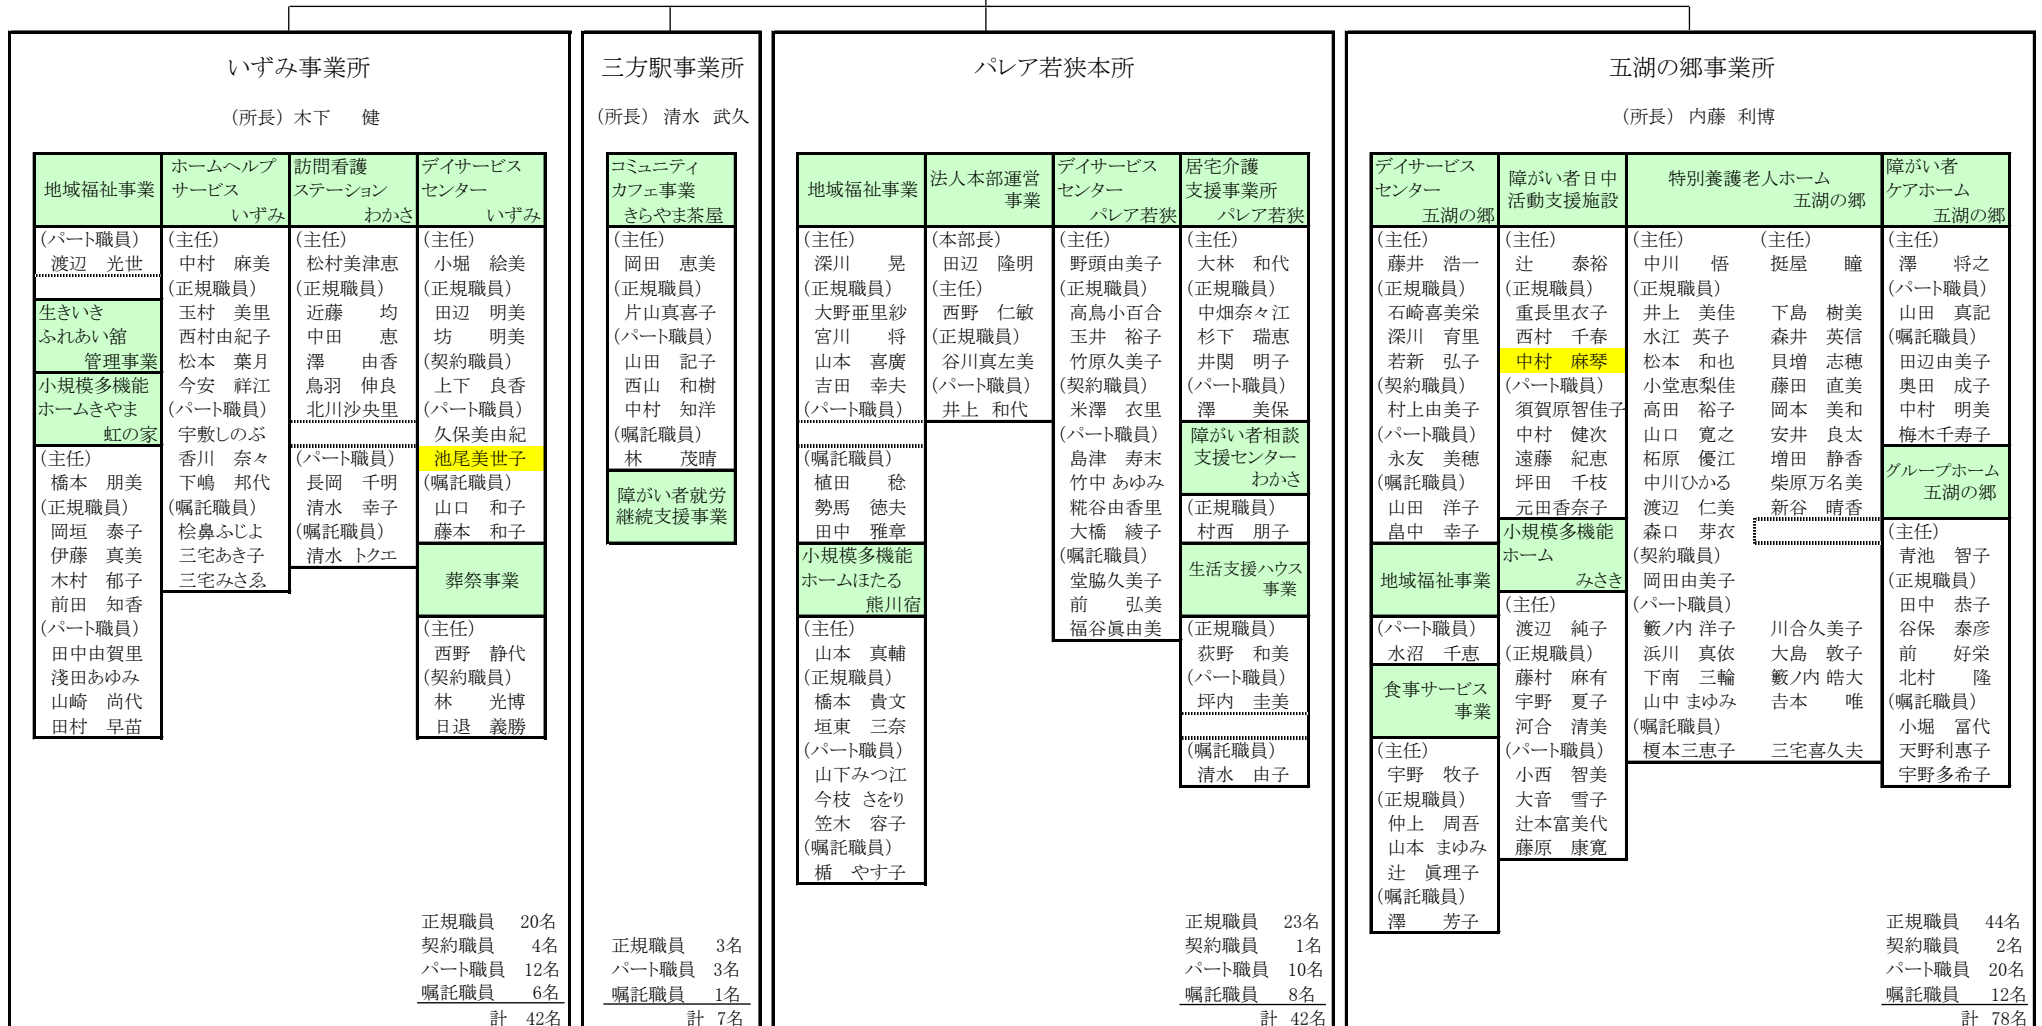 いずみ事業所
(所長) 木下 健
地域福祉事業
(パート職員)
渡辺 光世
生きいき
ふれあい舘
管理事業
小規模多機能
ホームきやま
虹の家
(主任)
橋本 朋美
(正規職員)
岡垣 泰子
伊藤 真美
木村 郁子
前田 知香
(パート職員)
田中由賀里
淺田あゆみ
山崎 尚代
田村 早苗
ホームヘルプ
サービス
いずみ
(主任)
中村 麻美
(正規職員)
玉村 美里
西村由紀子
松本 葉月
今安 祥江
(パート職員)
宇敷しのぶ
香川 奈々
下嶋 邦代
(嘱託職員)
桧鼻ふじよ
三宅あき子
三宅みさゑ
訪問看護
ステーション
わかさ
(主任)
松村美津恵
(正規職員)
近藤 均
中田 恵
澤 由香
鳥羽 伸良
北川沙央里
(パート職員)
長岡 千明
清水 幸子
(嘱託職員)
清水 トクエ
デイサービス
センター
いずみ
(主任)
小堀 絵美
(正規職員)
田辺 明美
坊 明美
(契約職員)
上下 良香
(パート職員)
久保美由紀
池尾美世子
(嘱託職員)
山口 和子
藤本 和子
葬祭事業
(主任)
西野 静代
(契約職員)
林 光博
日退 義勝
正規職員 20名
契約職員 4名
パート職員 12名
嘱託職員 6名
計 42名
三方駅事業所
(所長) 清水 武久
コミュニティ
カフェ事業
きらやま茶屋
(主任)
岡田 恵美
(正規職員)
片山真喜子
(パート職員)
山田 記子
西山 和樹
中村 知洋
(嘱託職員)
林 茂晴
障がい者就労
継続支援事業
正規職員 3名
パート職員 3名
嘱託職員 1名
計 7名
パレア若狭本所
地域福祉事業
(主任)
深川 晃
(正規職員)
大野亜里紗
宮川 将
山本 喜廣
吉田 幸夫
(パート職員)
(嘱託職員)
植田 稔
勢馬 徳夫
田中 雅章
小規模多機能
ホームほたる
熊川宿
(主任)
山本 真輔
(正規職員)
橋本 貴文
垣東 三奈
(パート職員)
山下みつ江
今枝 さをり
笠木 容子
(嘱託職員)
楯 やす子
法人本部運営
事業
(本部長)
田辺 隆明
(主任)
西野 仁敏
(正規職員)
谷川真左美
(パート職員)
井上 和代
デイサービス
センター
パレア若狭
(主任)
野頭由美子
(正規職員)
高鳥小百合
玉井 裕子
竹原久美子
(契約職員)
米澤 衣里
(パート職員)
島津 寿末
竹中 あゆみ
糀谷由香里
大橋 綾子
(嘱託職員)
堂脇久美子
前 弘美
福谷眞由美
居宅介護
支援事業所
パレア若狭
(主任)
大林 和代
(正規職員)
中畑奈々江
杉下 瑞恵
井関 明子
(パート職員)
澤 美保
障がい者相談
支援センター
わかさ
(正規職員)
村西 朋子
生活支援ハウス
事業
(正規職員)
荻野 和美
(パート職員)
坪内 圭美
(嘱託職員)
清水 由子
正規職員 23名
契約職員 1名
パート職員 10名
嘱託職員 8名
計 42名
五湖の郷事業所
(所長) 内藤 利博
デイサービス
センター
五湖の郷
(主任)
藤井 浩一
(正規職員)
石崎喜美栄
深川 育里
若新 弘子
(契約職員)
村上由美子
(パート職員)
永友 美穂
(嘱託職員)
山田 洋子
畠中 幸子
地域福祉事業
(パート職員)
水沼 千恵
食事サービス
事業
(主任)
宇野 牧子
(正規職員)
仲上 周吾
山本 まゆみ
辻 眞理子
(嘱託職員)
澤 芳子
障がい者日中
活動支援施設
(主任)
辻 泰裕
(正規職員)
重長里衣子
西村 千春
中村 麻琴
(パート職員)
須賀原智佳子
中村 健次
遠藤 紀恵
坪田 千枝
元田香奈子
小規模多機能
ホーム
みさき
(主任)
渡辺 純子
(正規職員)
藤村 麻有
宇野 夏子
河合 清美
(パート職員)
小西 智美
大音 雪子
辻本富美代
藤原 康寛
特別養護老人ホーム
五湖の郷
(主任) (主任)
中川 悟 挺屋 瞳
(正規職員)
井上 美佳 下島 樹美
水江 英子 森井 英信
松本 和也 貝増 志穂
小堂恵梨佳 藤田 直美
高田 裕子 岡本 美和
山口 寛之 安井 良太
柘原 優江 増田 静香
中川ひかる 柴原万名美
渡辺 仁美 新谷 晴香
森口 芽衣
(契約職員)
岡田由美子
(パート職員)
籔ノ内 洋子 川合久美子
浜川 真依 大島 敦子
下南 三輪 籔ノ内 皓大
山中 まゆみ 吉本 唯
(嘱託職員)
榎本三恵子 三宅喜久夫
障がい者
ケアホーム
五湖の郷
(主任)
澤 将之
(パート職員)
山田 真記
(嘱託職員)
田辺由美子
奥田 成子
中村 明美
梅木千寿子
グループホーム
五湖の郷
(主任)
青池 智子
(正規職員)
田中 恭子
谷保 泰彦
前 好栄
北村 隆
(嘱託職員)
小堀 冨代
天野利惠子
宇野多希子
正規職員 44名
契約職員 2名
パート職員 20名
嘱託職員 12名
計 78名